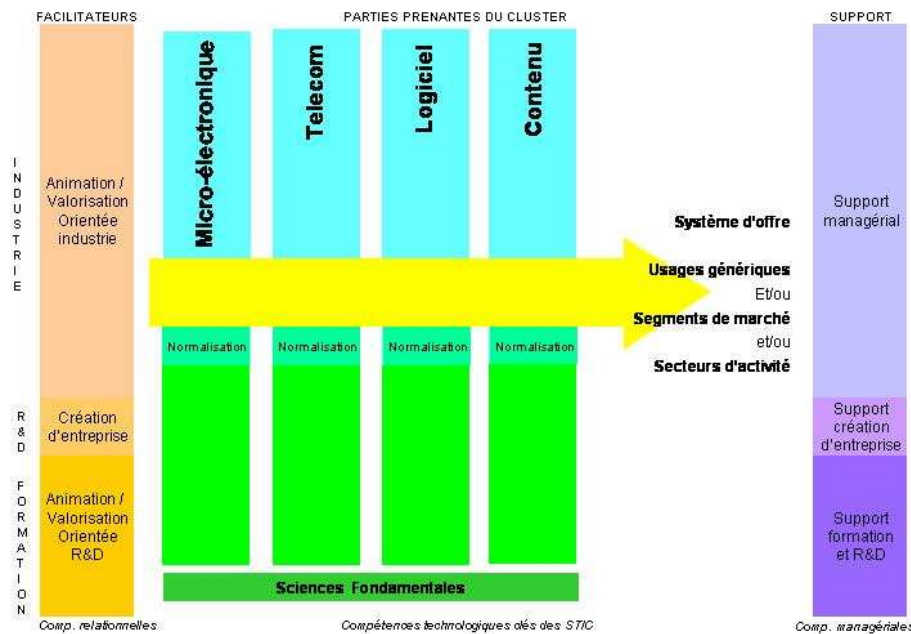 FACILITATEURS
PARTIES PRENANTES DU CLUSTER
SUPPORT
INDUSTRIE
R&D
FORMATION
Animation /
Valorisation
Orientée
industrie
Création
d'entreprise
Animation /
Valorisation
Orientée
R&D
Micro-électronique
Telecom
Logiciel
Contenu
Normalisation
Normalisation
Normalisation
Normalisation
Sciences Fondamentales
Système d'offre
Usages génériques
Et/ou
Segments de marché
et/ou
Secteurs d'activité
Support
managérial
Support
création
d'entreprise
Support
formation
et R&D
Comp. relationnelles
Compétences technologiques clés des STIC
Comp. managériales